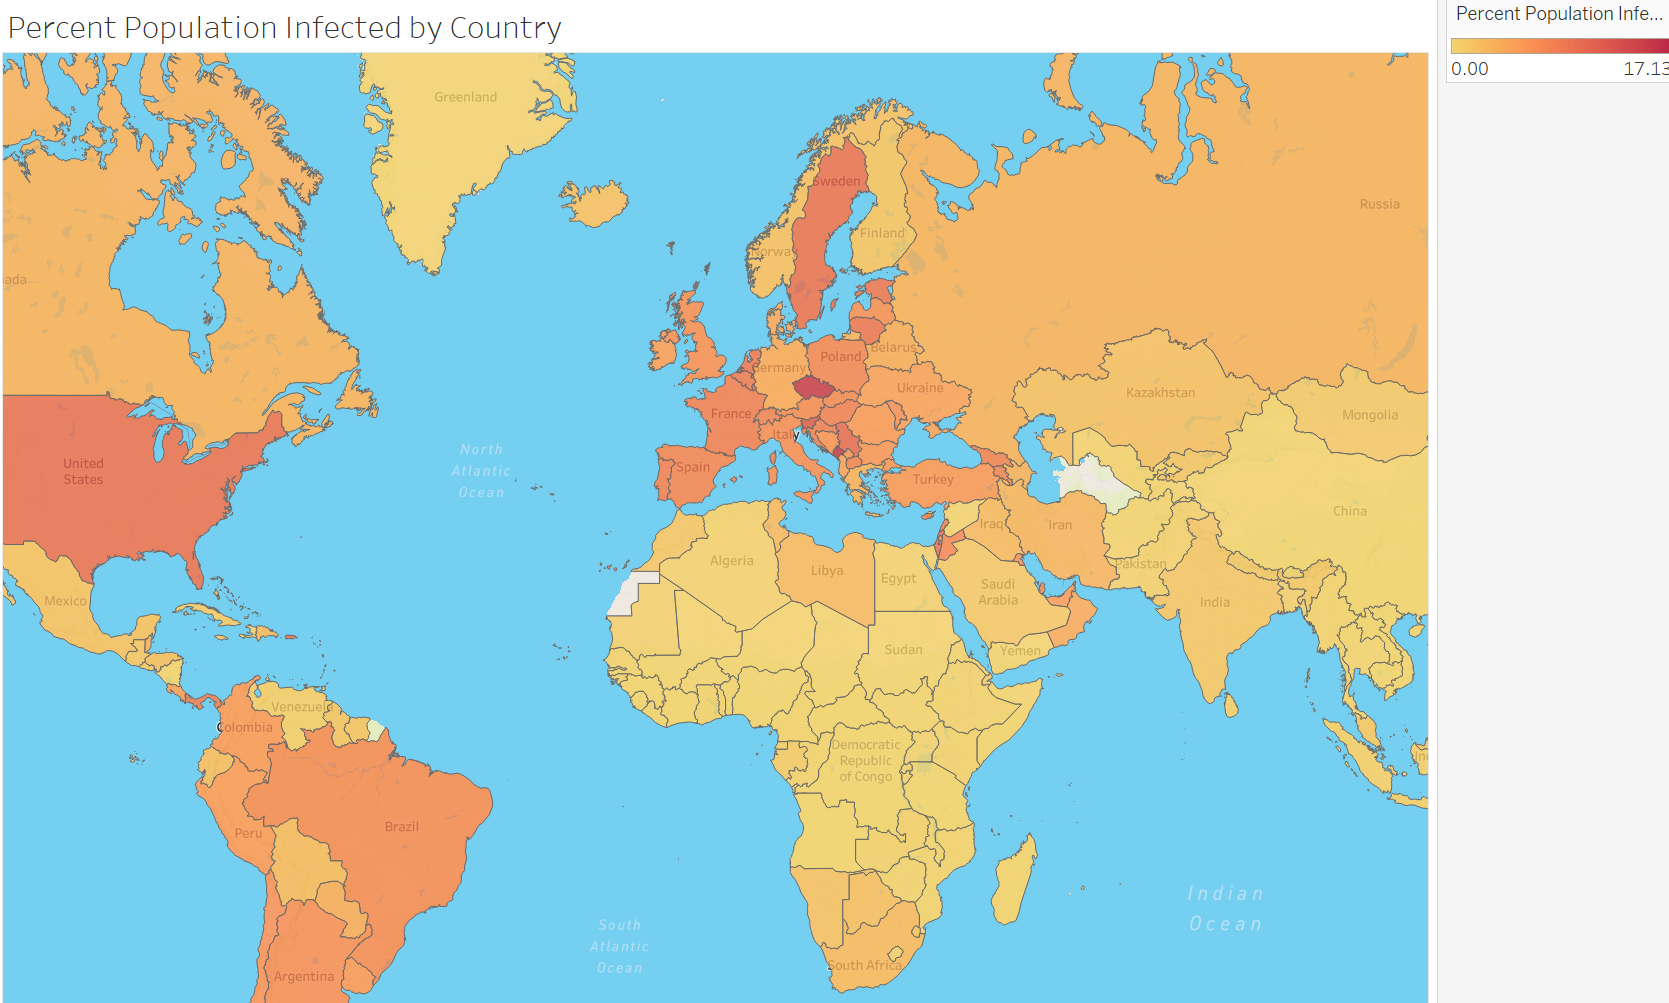 Percent Population Infected by Country
Percent Population Infe...
0.00
17.13
Greenland
Sweden
Russia
Finland
Norway
ada
Belarus
Poland
Germany
Ukraine
Kazakhstan
France
Mongolia
Italy
North
Atlantic
Ocean
United
States
Spain
Turkey
China
Iraq
Iran
Algeria
Libya
Egypt
Pakistan
Saudi
Arabia
Mexico
India
Sudan
Yemen
Venezuela
Colombia
Democratic
Republic
of Congo
In
Brazil
Peru
Indian
Ocean
South
Atlantic
Ocean
South Africa
Argentina